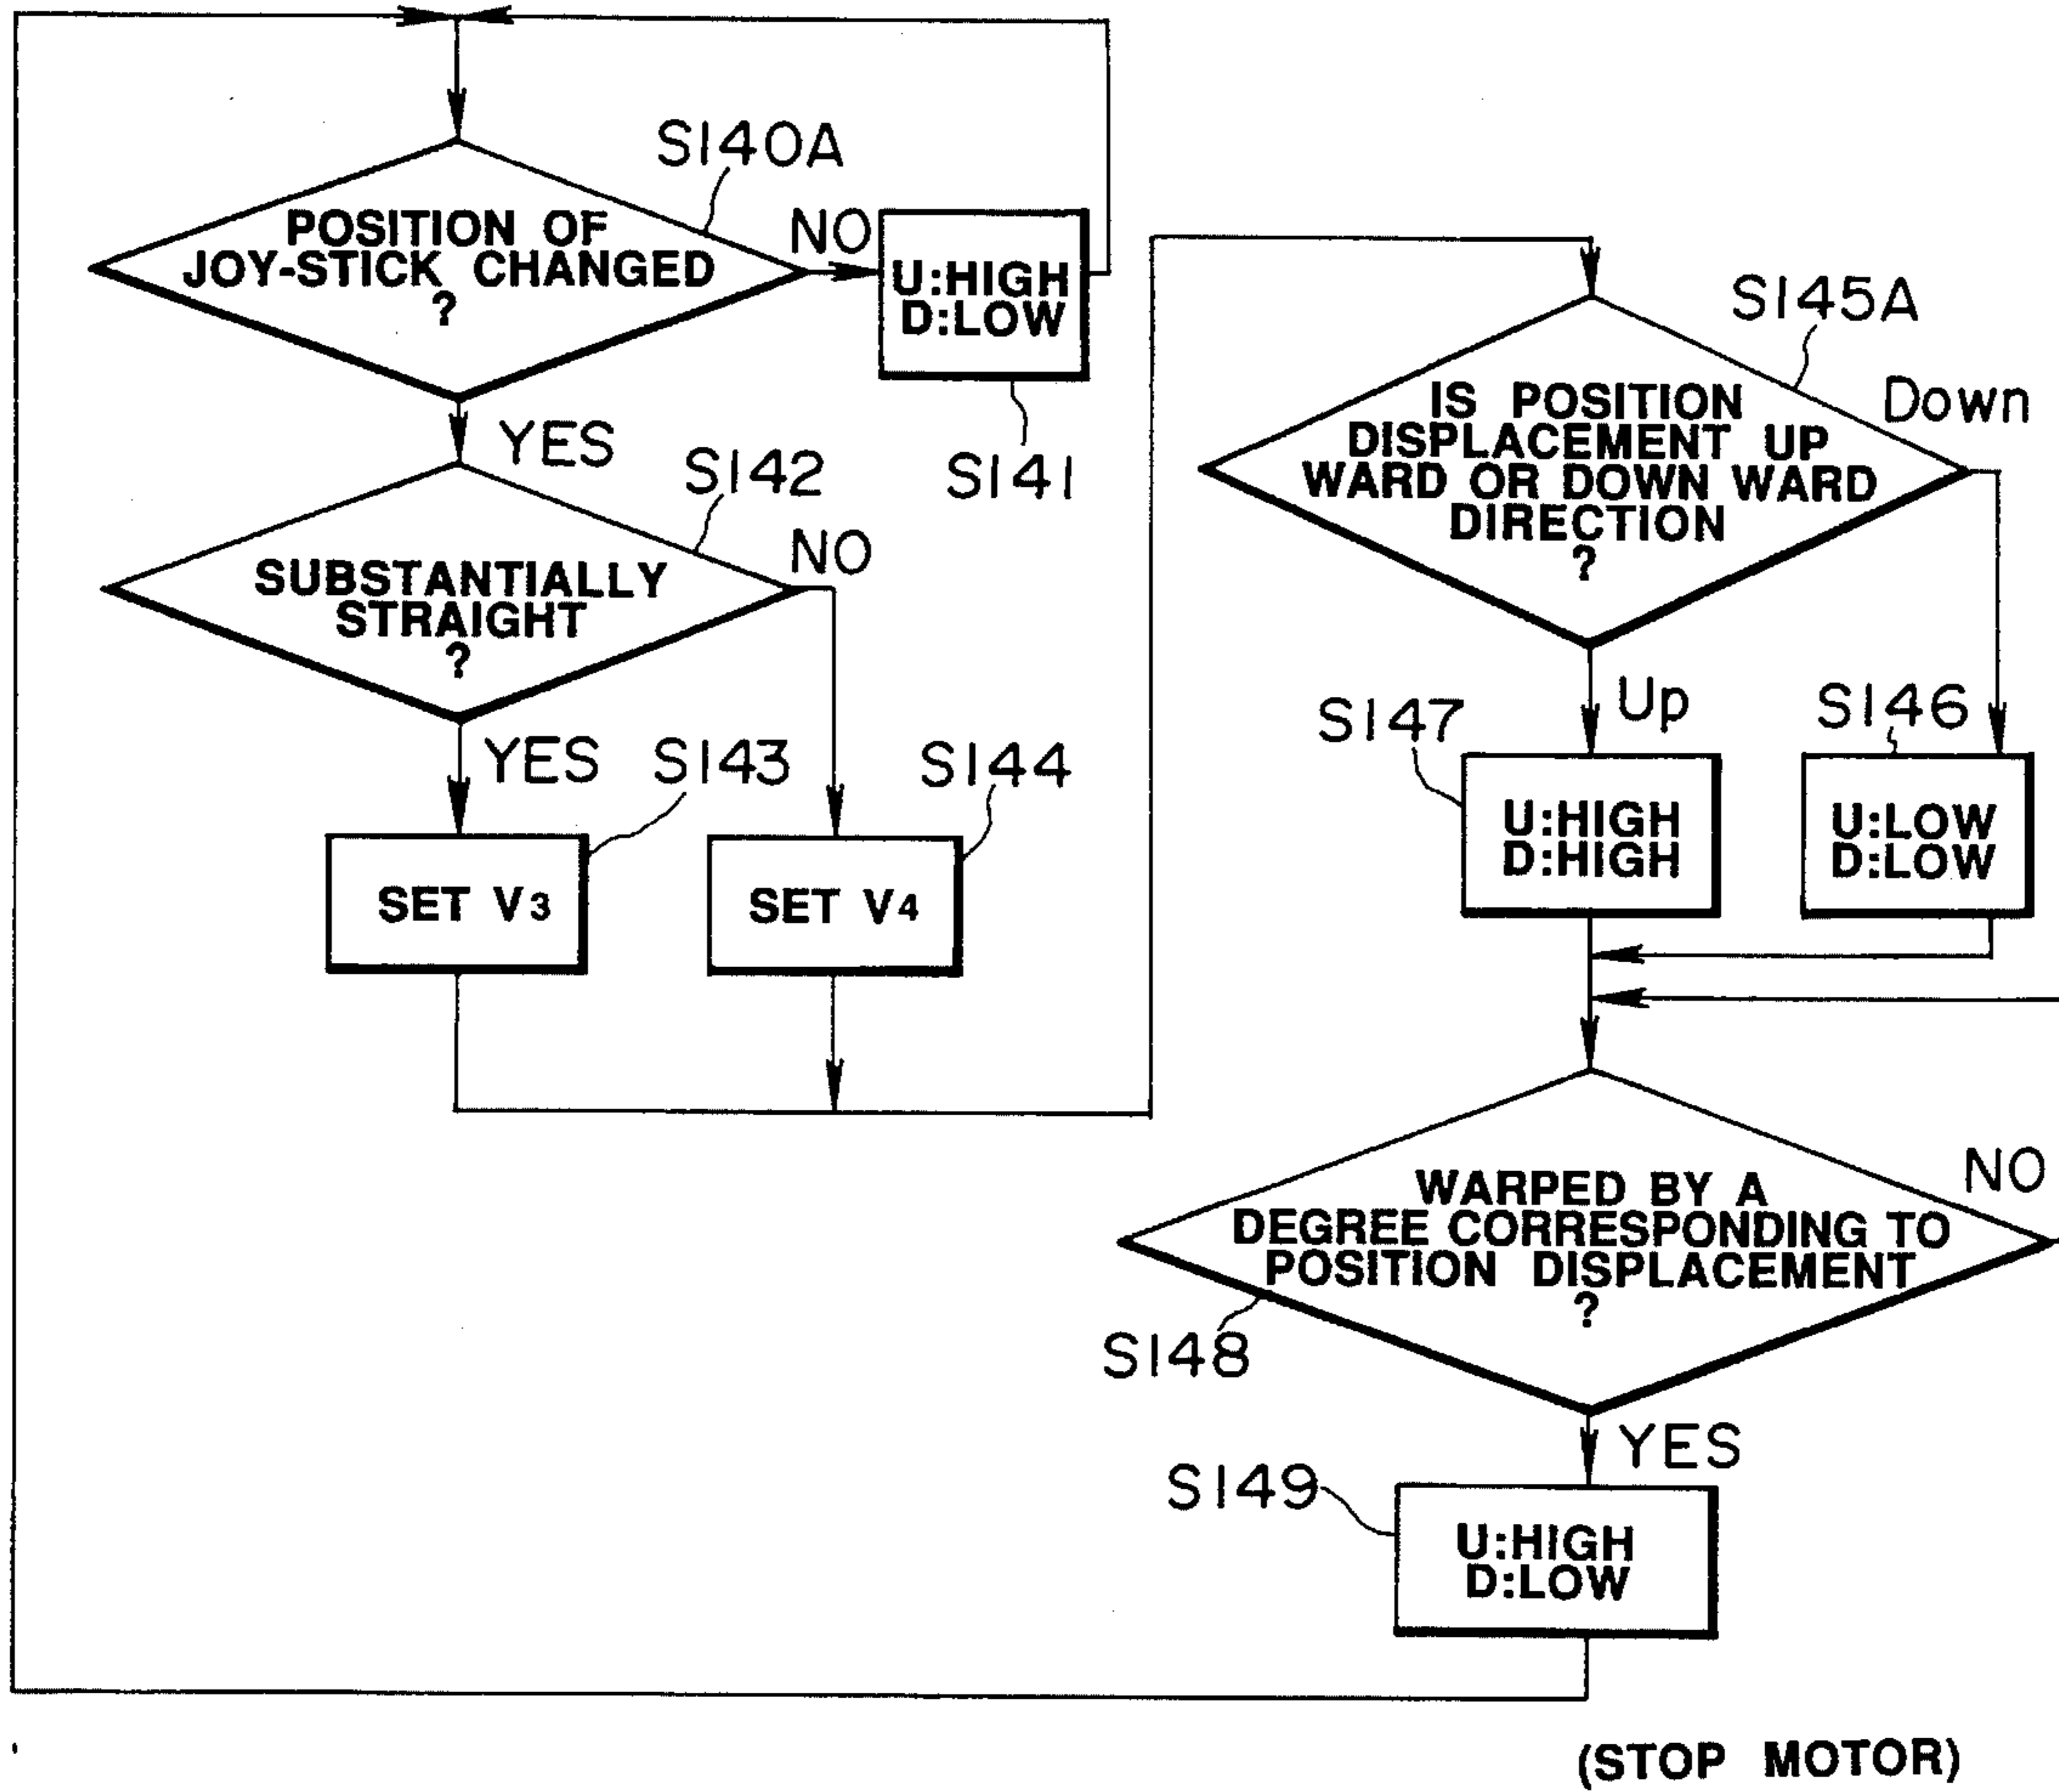 S140A
POSITION OF
JOY-STICK CHANGED
?
NO
U:HIGH
D:LOW
S141
YES
S142
SUBSTANTIALLY
STRAIGHT
?
NO
YES
S143
SET V3
S144
SET V4
S145A
IS POSITION
DISPLACEMENT UP
WARD OR DOWN WARD
DIRECTION
?
Down
Up
S147
U:HIGH
D:HIGH
S146
U:LOW
D:LOW
WARPED BY A
DEGREE CORRESPONDING TO
POSITION DISPLACEMENT
?
NO
S148
YES
S149
U:HIGH
D:LOW
(STOP MOTOR)